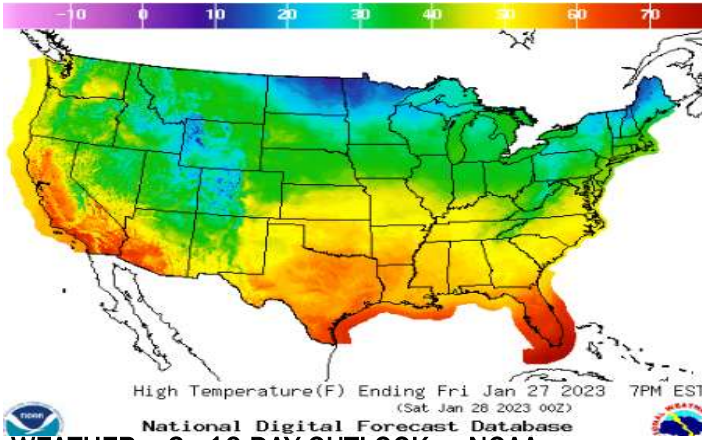 -10 0 10 20 30 40 50 60 70
High Temperature(F) Ending Fri Jan 27 2023 7PM EST
(Sat Jan 28 2023 00Z)
National Digital Forecast Database